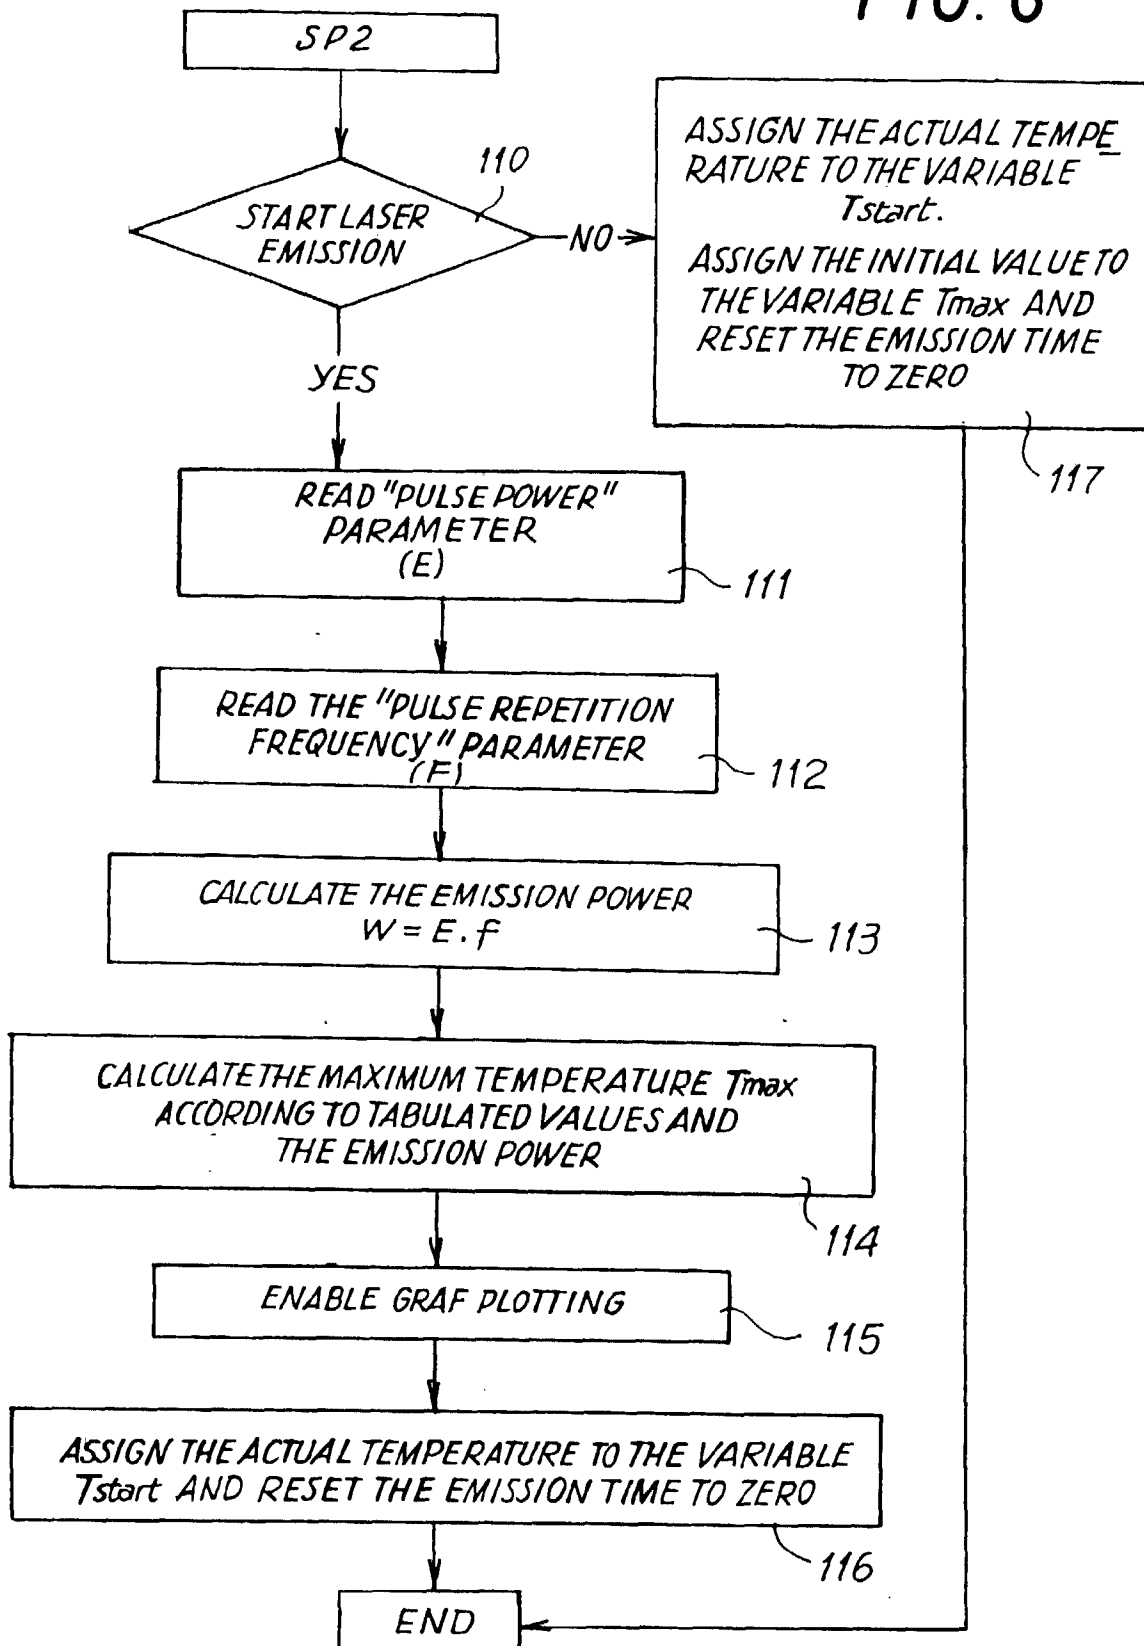 FIG. 6
SP2
110
START LASER
EMISSION
NO
ASSIGN THE ACTUAL TEMPE
RATURE TO THE VARIABLE
Tstart.
ASSIGN THE INITIAL VALUE TO
THE VARIABLE Tmax AND
RESET THE EMISSION TIME
TO ZERO
117
YES
READ "PULSE POWER"
PARAMETER
(E)
111
READ THE "PULSE REPETITION
FREQUENCY" PARAMETER
(F)
112
CALCULATE THE EMISSION POWER
W = E . f
113
CALCULATE THE MAXIMUM TEMPERATURE Tmax
ACCORDING TO TABULATED VALUES AND
THE EMISSION POWER
114
ENABLE GRAF PLOTTING
115
ASSIGN THE ACTUAL TEMPERATURE TO THE VARIABLE
Tstart AND RESET THE EMISSION TIME TO ZERO
116
END